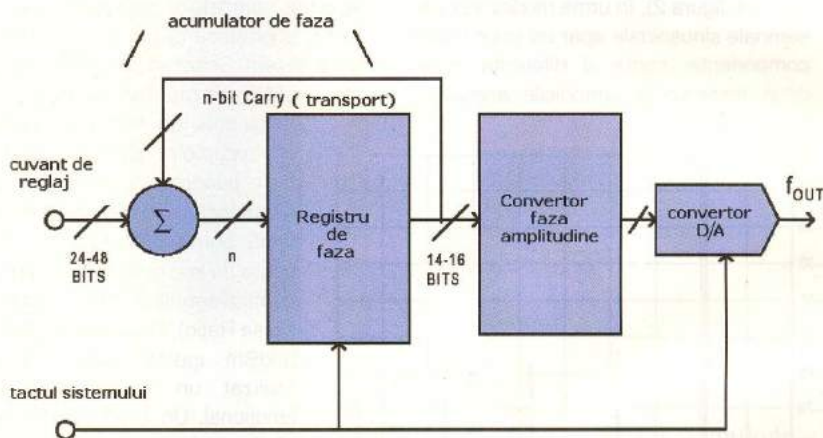 acumulator de faza
n-bit Carry ( transport)
cuvant de
reglaj
Σ
24-48
BITS
n
Registru
de
faza
14-16
BITS
Convertor
faza
amplitudine
convertor
D/A
fOUT
tactul sistemului